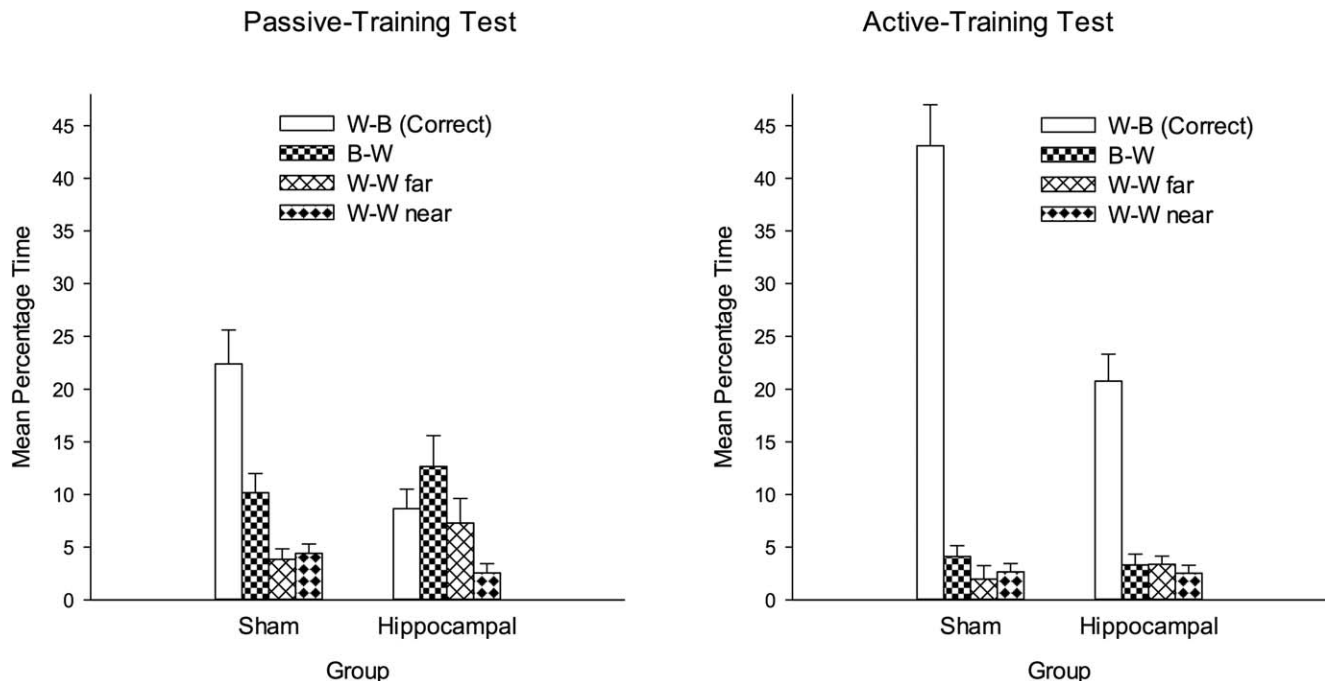 Passive-Training Test
Mean Percentage Time
45
40
35
30
25
20
15
10
5
0
W-B (Correct)
B-W
W-W far
W-W near
Sham
Hippocampal
Group
Active-Training Test
Mean Percentage Time
45
40
35
30
25
20
15
10
5
0
W-B (Correct)
B-W
W-W far
W-W near
Sham
Hippocampal
Group